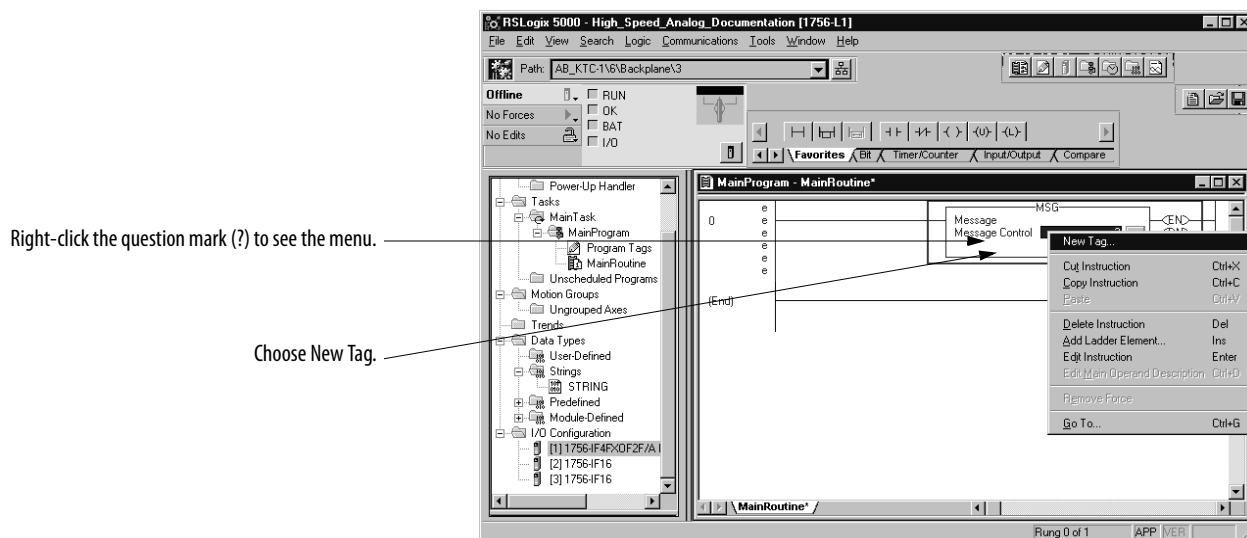 RSLogix 5000 - High_Speed_Analog_Documentation [1756-L1]
File Edit View Search Logic Communications Tools Window Help
Path: AB_KTC-1\6\Backplane\3
Offline
RUN
No Forces
OK
No Edits
BAT
I/O
Favorites Bit Timer/Counter Input/Output Compare
Power-Up Handler
Tasks
MainTask
MainProgram
Program Tags
MainRoutine
Unscheduled Programs
Motion Groups
Ungrouped Axes
Trends
Data Types
User-Defined
Strings
STRING
Predefined
Module-Defined
I/O Configuration
[1] 1756-IF4FXOF2F/A
[2] 1756-IF16
[3] 1756-IF16
MainProgram - MainRoutine*
0
e
e
e
e
e
e
(End)
MSG
Message
Message Control
EN
New Tag...
Cut Instruction Ctrl+X
Copy Instruction Ctrl+C
Paste Ctrl+V
Delete Instruction Del
Add Ladder Element... Ins
Edit Instruction Enter
Edit Main Operand Description Ctrl+D
Remove Force
Go To... Ctrl+G
MainRoutine*
Rung 0 of 1 APP VER
Right-click the question mark (?) to see the menu.
Choose New Tag.